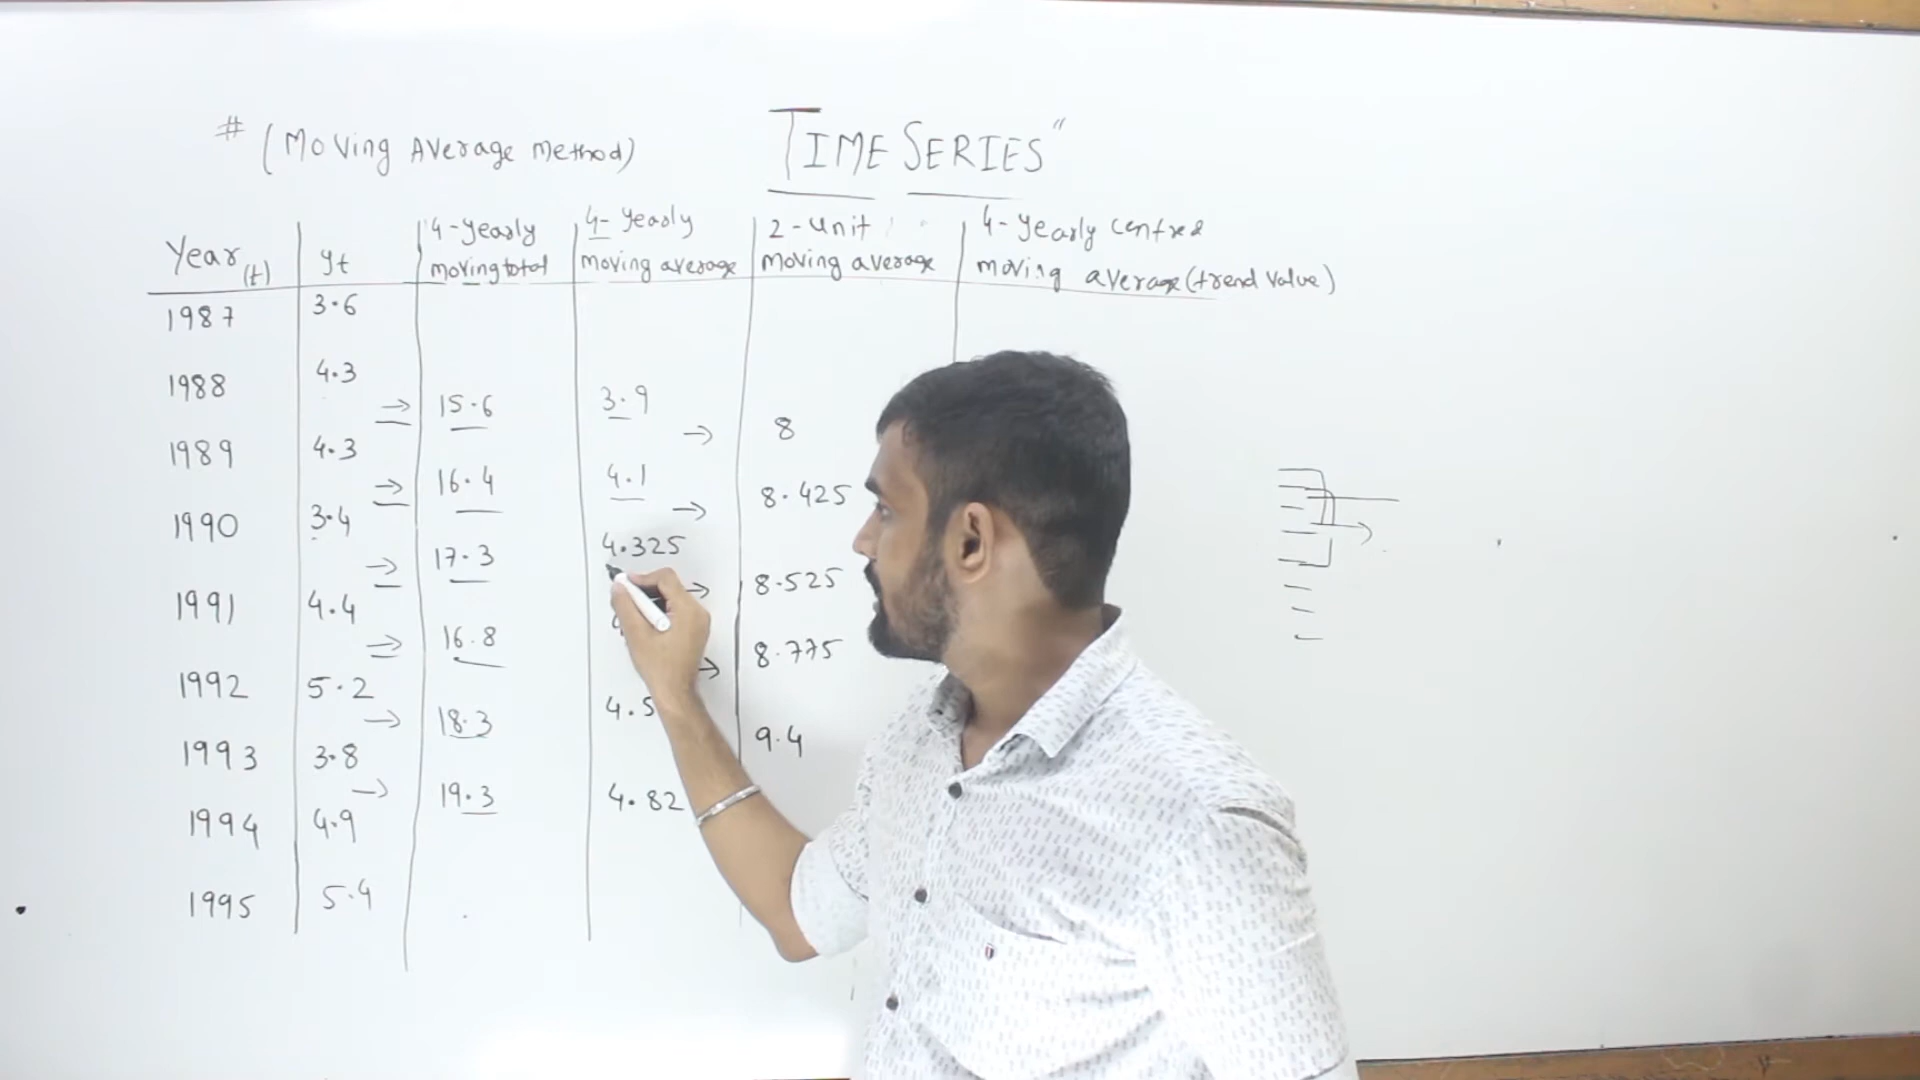 # (Moving Average Method) TIME SERIES"
Year (t) yt 4-yearly moving total 4-yearly moving average 2-unit moving average 4-yearly centred moving average (trend value)
1987 3.6
1988 4.3
→ 15.6 3.9
→ 8
1989 4.3
→ 16.4 4.1
→ 8.425
1990 3.4
→ 17.3 4.325
→ 8.525
1991 4.4
→ 16.8
→ 8.775
1992 5.2
→ 18.3 4.5
9.4
1993 3.8
→ 19.3 4.82
1994 4.9
1995 5.4